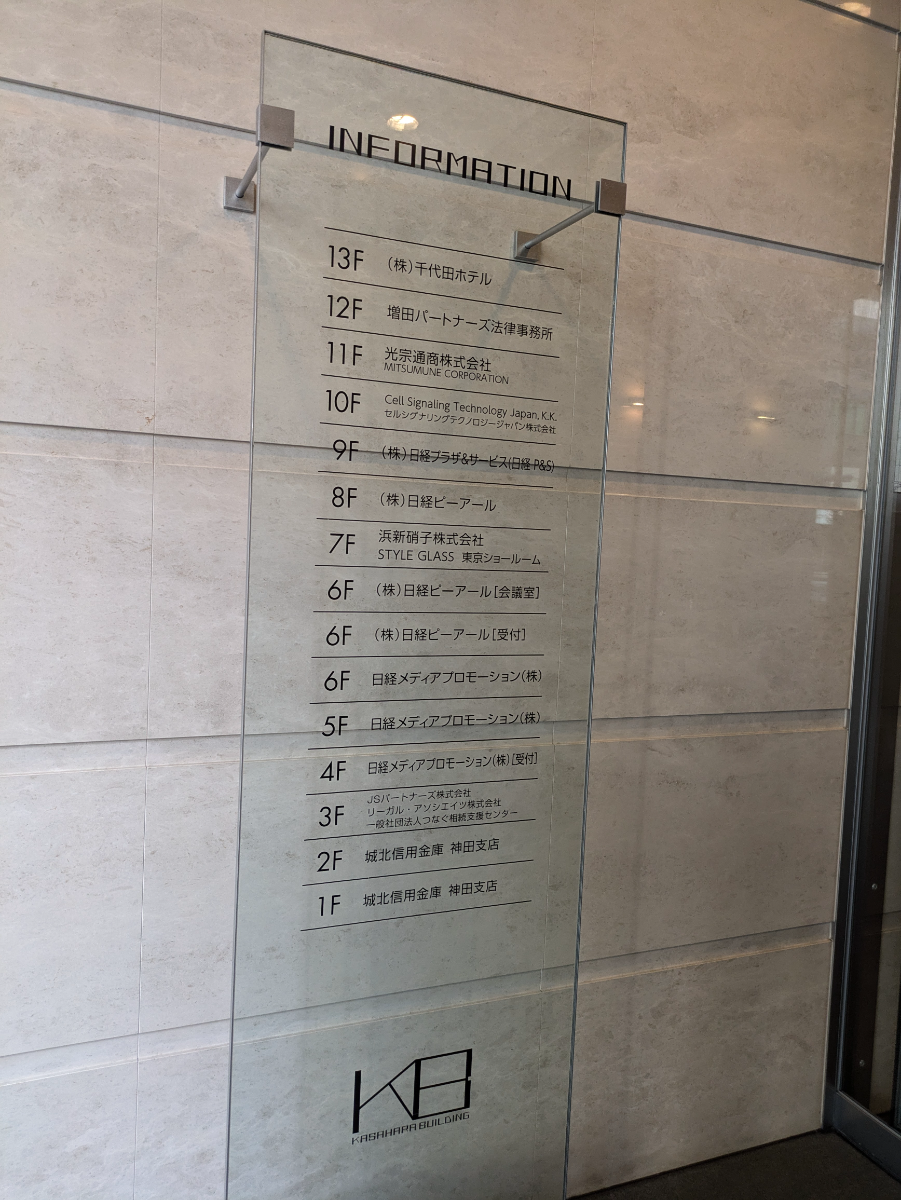 INFORMATION
13F （株）千代田ホテル
12F 増田パートナーズ法律事務所
11F 光宗通商株式会社
MITSUMUNE CORPORATION
10F Cell Signaling Technology Japan, K.K.
セルシグナリングテクノロジージャパン株式会社
9F （株）日経プラザ&サービス(日経 P&S)
8F （株）日経ピーアール
7F 浜新硝子株式会社
STYLE GLASS 東京ショールーム
6F （株）日経ピーアール［会議室］
6F （株）日経ピーアール［受付］
6F 日経メディアプロモーション（株）
5F 日経メディアプロモーション（株）
4F 日経メディアプロモーション（株）［受付］
3F JSパートナーズ株式会社
リーガル・アソシエイツ株式会社
一般社団法人つなぐ相続支援センター
2F 城北信用金庫 神田支店
1F 城北信用金庫 神田支店
KB
KASAHARA BUILDING